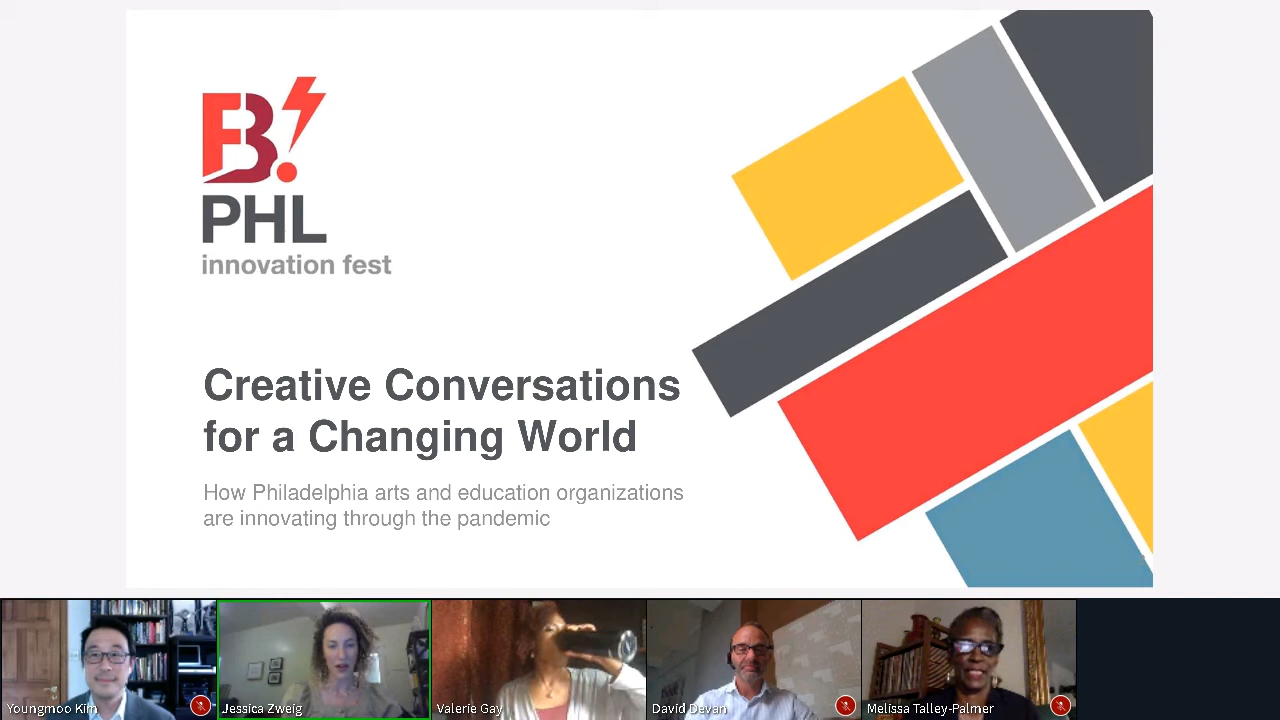 B!
PHL
innovation fest
Creative Conversations
for a Changing World
How Philadelphia arts and education organizations
are innovating through the pandemic
Youngmoo Kim
Jessica Zweig
Valerie Gay
David Devan
Melissa Talley-Palmer